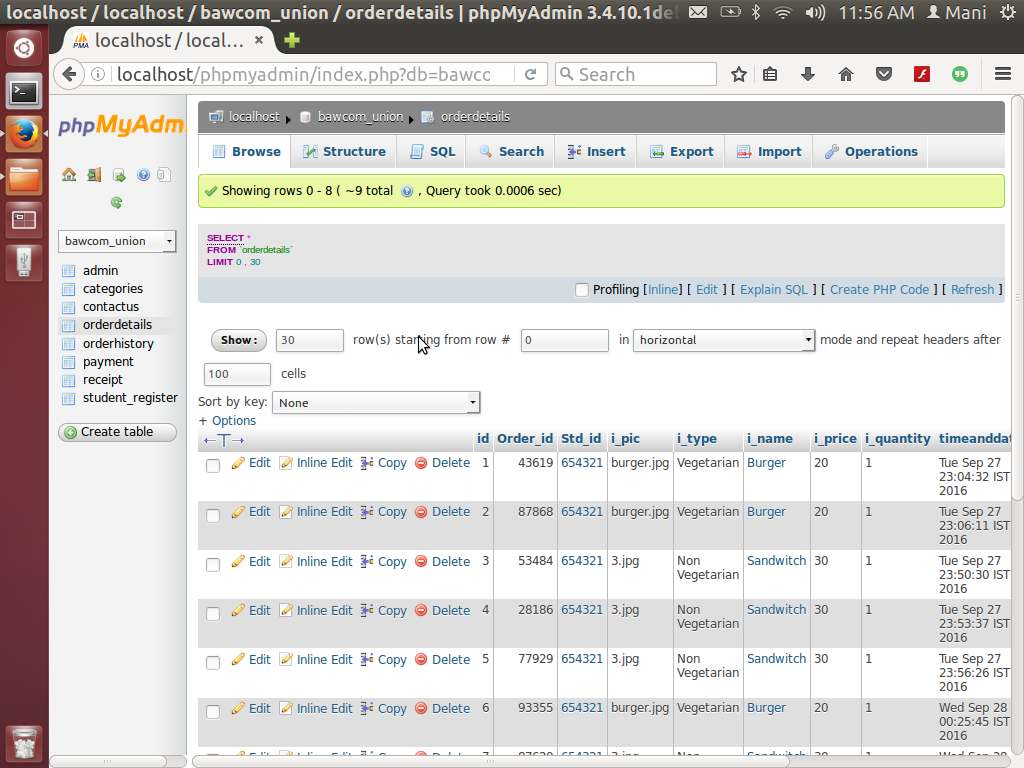 localhost / localhost / bawcom_union / orderdetails | phpMyAdmin 3.4.10.1de
11:56 AM Mani
localhost / local...
localhost/phpmyadmin/index.php?db=bawco
Search
phpMyAdm
bawcom_union
admin
categories
contactus
orderdetails
orderhistory
payment
receipt
student_register
Create table
localhost bawcom_union orderdetails
Browse Structure SQL Search Insert Export Import Operations
Showing rows 0 - 8 ( ~9 total , Query took 0.0006 sec)
SELECT *
FROM `orderdetails`
LIMIT 0 , 30
Profiling [Inline] [ Edit ] [ Explain SQL ] [ Create PHP Code ] [ Refresh ]
Show : 30 row(s) starting from row # 0 in horizontal mode and repeat headers after
100 cells
Sort by key: None
+ Options
←T→ id Order_id Std_id i_pic i_type i_name i_price i_quantity timeanddat
Edit Inline Edit Copy Delete 1 43619 654321 burger.jpg Vegetarian Burger 20 1 Tue Sep 27
23:04:32 IST
2016
Edit Inline Edit Copy Delete 2 87868 654321 burger.jpg Vegetarian Burger 20 1 Tue Sep 27
23:06:11 IST
2016
Edit Inline Edit Copy Delete 3 53484 654321 3.jpg Non Sandwitch 30 1 Tue Sep 27
Vegetarian 23:50:30 IST
2016
Edit Inline Edit Copy Delete 4 28186 654321 3.jpg Non Sandwitch 30 1 Tue Sep 27
Vegetarian 23:53:37 IST
2016
Edit Inline Edit Copy Delete 5 77929 654321 3.jpg Non Sandwitch 30 1 Tue Sep 27
Vegetarian 23:56:26 IST
2016
Edit Inline Edit Copy Delete 6 93355 654321 burger.jpg Vegetarian Burger 20 1 Wed Sep 28
00:25:45 IST
2016